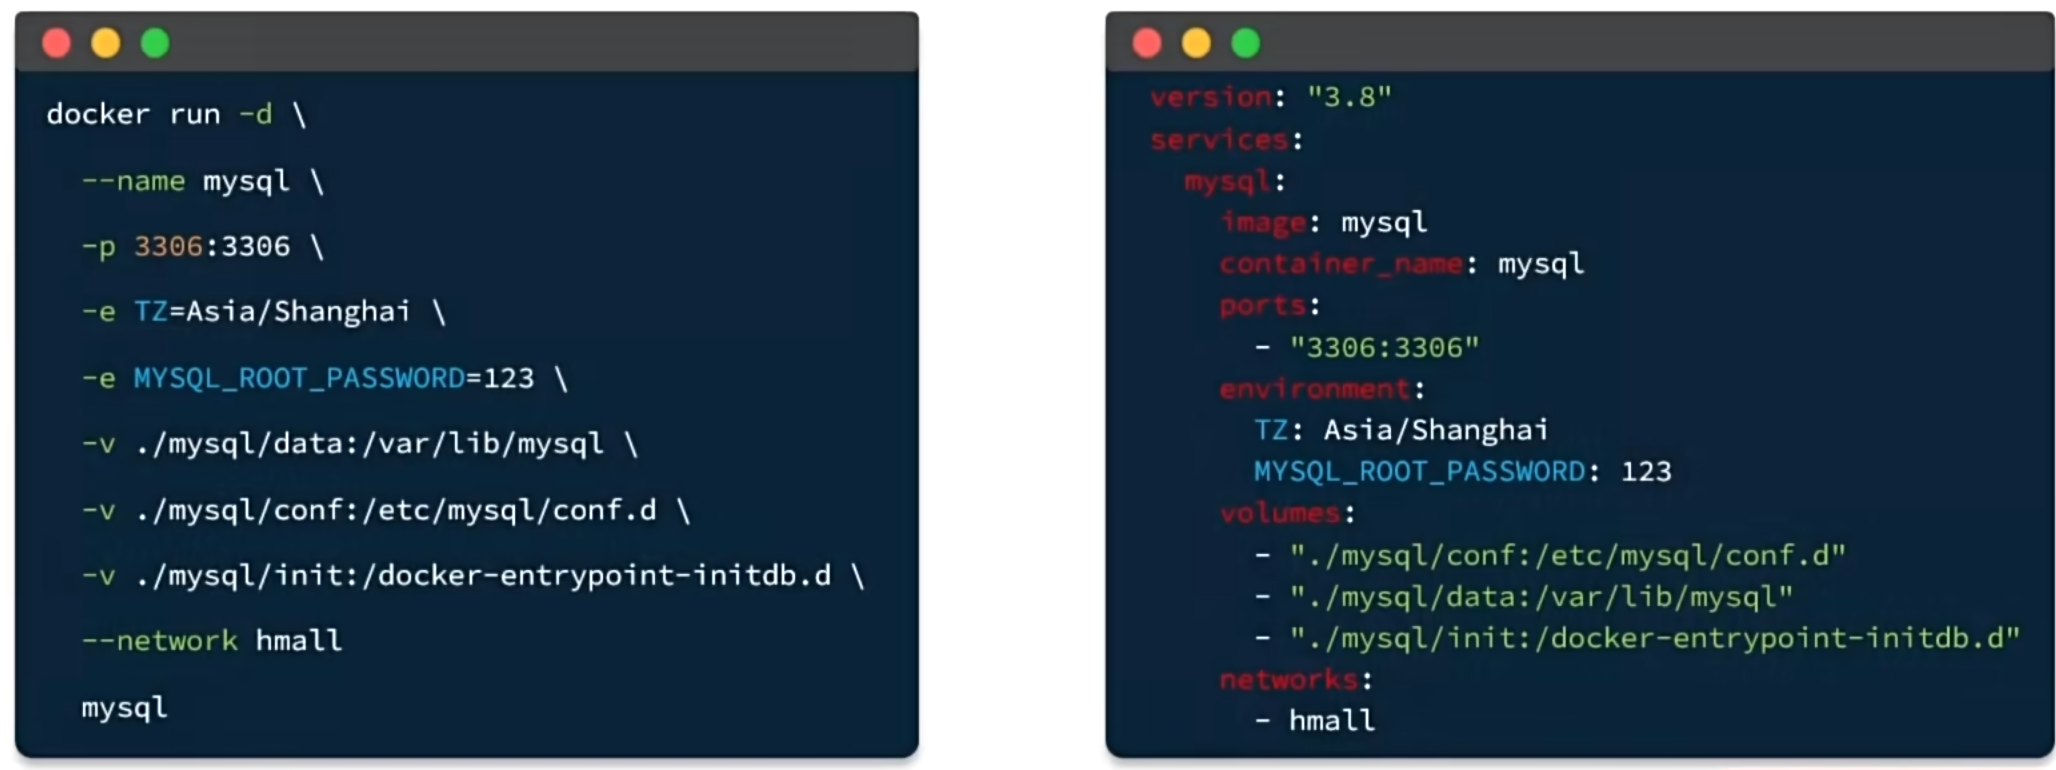 docker run -d \
--name mysql \
-p 3306:3306 \
-e TZ=Asia/Shanghai \
-e MYSQL_ROOT_PASSWORD=123 \
-v ./mysql/data:/var/lib/mysql \
-v ./mysql/conf:/etc/mysql/conf.d \
-v ./mysql/init:/docker-entrypoint-initdb.d \
--network hmall
mysql
version: "3.8"
services:
mysql:
image: mysql
container_name: mysql
ports:
- "3306:3306"
environment:
TZ: Asia/Shanghai
MYSQL_ROOT_PASSWORD: 123
volumes:
- "./mysql/conf:/etc/mysql/conf.d"
- "./mysql/data:/var/lib/mysql"
- "./mysql/init:/docker-entrypoint-initdb.d"
networks:
- hmall